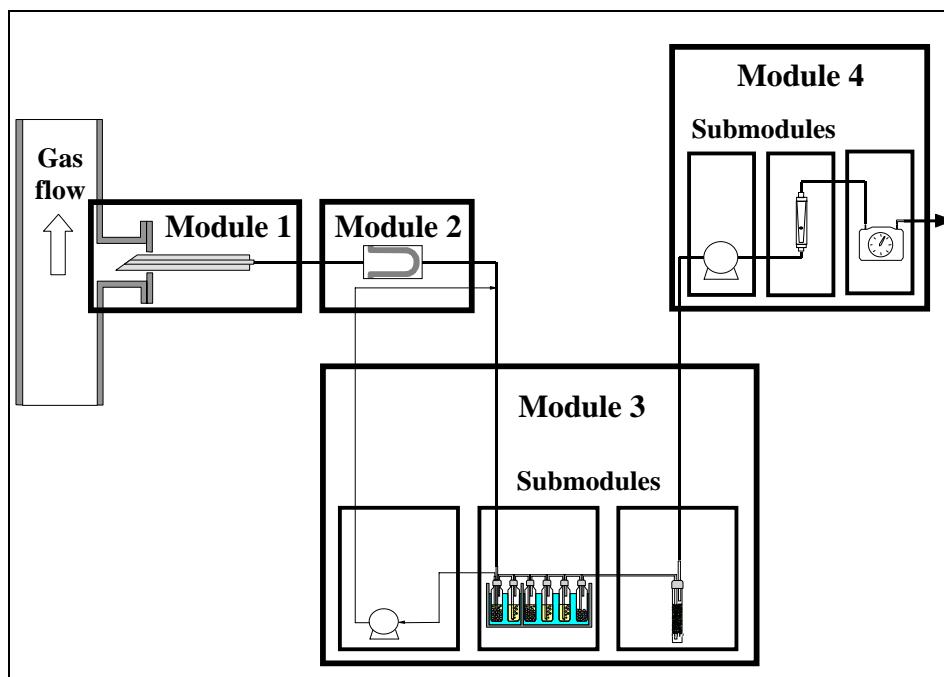 Module 4
Submodules
Gas
flow
Module 1
Module 2
Module 3
Submodules